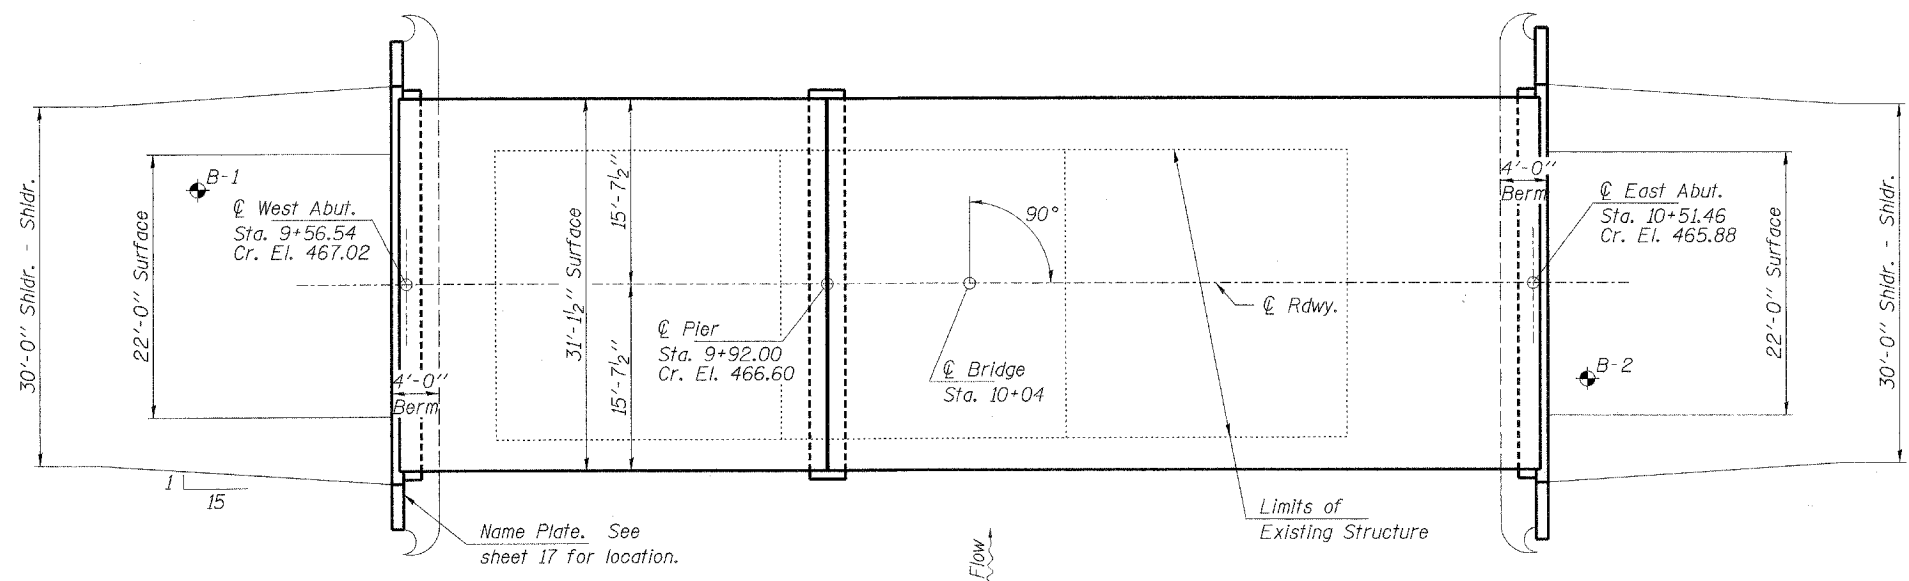 30'-0" Shldr. - Shldr.
22'-0" Surface
B-1
℄ West Abut.
Sta. 9+56.54
Cr. El. 467.02
4'-0"
Berm
1
15
Name Plate. See
sheet 17 for location.
31'-1½" Surface
15'-7½"
15'-7½"
℄ Pier
Sta. 9+92.00
Cr. El. 466.60
90°
℄ Bridge
Sta. 10+04
℄ Rdwy.
Flow
Limits of
Existing Structure
4'-0"
Berm
℄ East Abut.
Sta. 10+51.46
Cr. El. 465.88
B-2
22'-0" Surface
30'-0" Shldr. - Shldr.